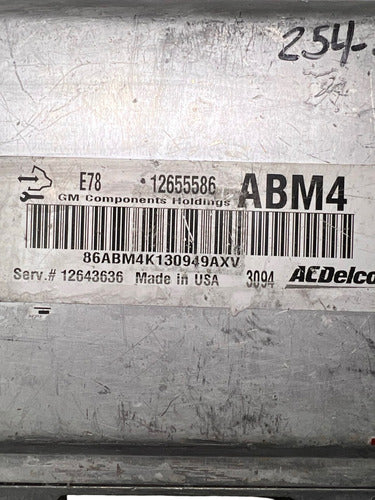 254-
E78 12655586 ABM4
GM Components Holdings
86ABM4K130949AXV
Serv.# 12643636 Made in USA 3094 ACDelco